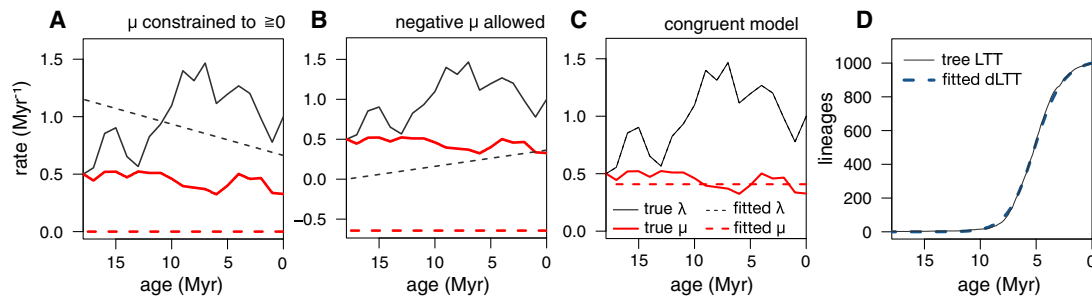 A μ constrained to ≧0
rate (Myr⁻¹)
1.5
1.0
0.5
0.0
15 10 5 0
age (Myr)
B negative μ allowed
1.5
1.0
0.5
0.0
−0.5
15 10 5 0
age (Myr)
C congruent model
1.5
1.0
0.5
0.0
true λ fitted λ
true μ fitted μ
15 10 5 0
age (Myr)
D
lineages
1000
800
600
400
200
0
tree LTT
fitted dLTT
15 10 5 0
age (Myr)